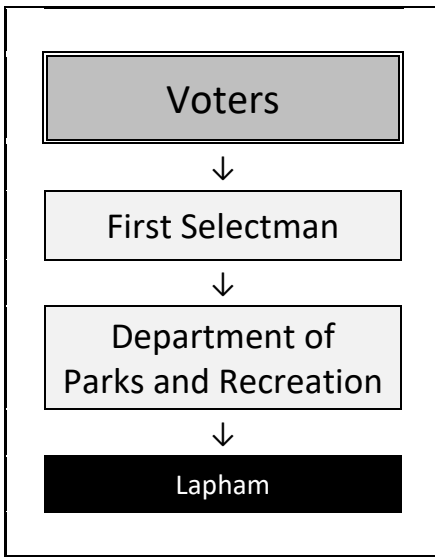 Voters
↓
First Selectman
↓
Department of
Parks and Recreation
↓
Lapham